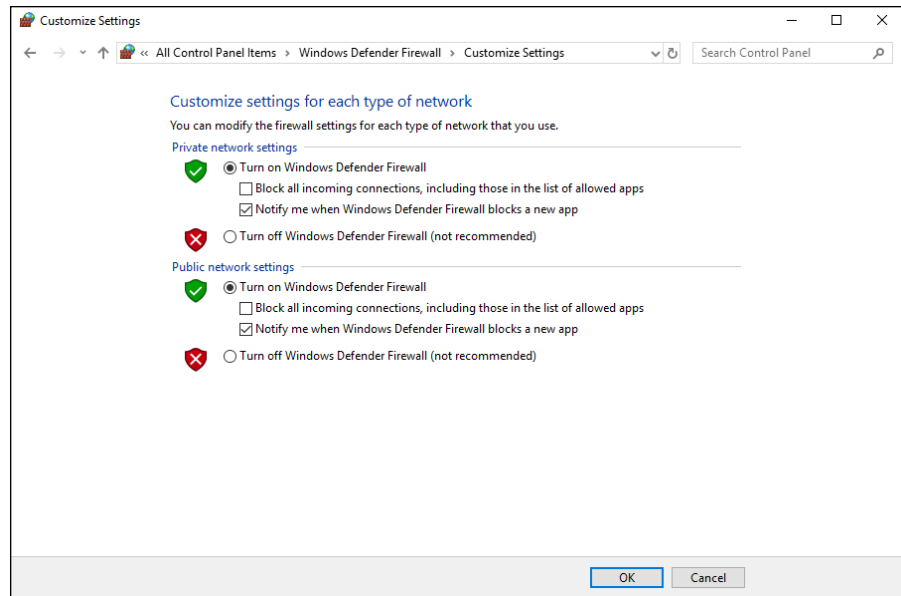 Customize Settings
« All Control Panel Items > Windows Defender Firewall > Customize Settings
Search Control Panel
Customize settings for each type of network
You can modify the firewall settings for each type of network that you use.
Private network settings
Turn on Windows Defender Firewall
Block all incoming connections, including those in the list of allowed apps
Notify me when Windows Defender Firewall blocks a new app
Turn off Windows Defender Firewall (not recommended)
Public network settings
Turn on Windows Defender Firewall
Block all incoming connections, including those in the list of allowed apps
Notify me when Windows Defender Firewall blocks a new app
Turn off Windows Defender Firewall (not recommended)
OK
Cancel